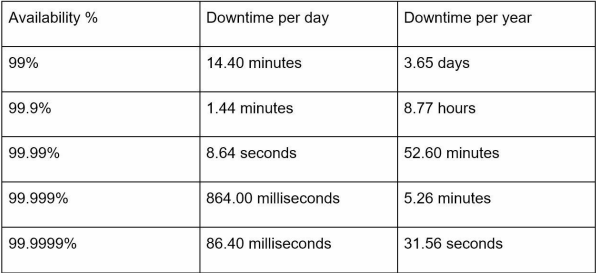 Availability % Downtime per day Downtime per year
99% 14.40 minutes 3.65 days
99.9% 1.44 minutes 8.77 hours
99.99% 8.64 seconds 52.60 minutes
99.999% 864.00 milliseconds 5.26 minutes
99.9999% 86.40 milliseconds 31.56 seconds